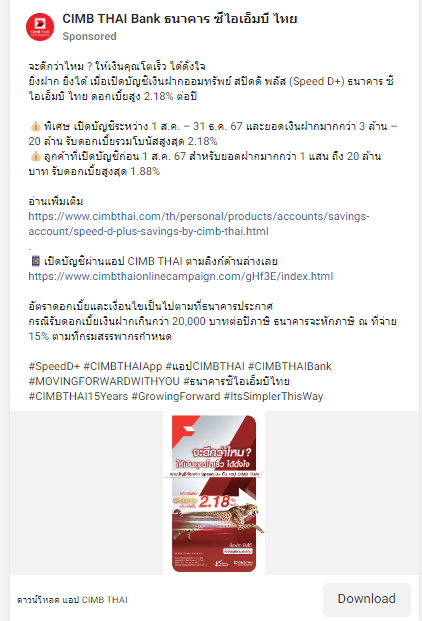 CIMB THAI Bank ธนาคาร ซีไอเอ็มบี ไทย
Sponsored
จะดีกว่าไหม ? ให้เงินคุณโตเร็ว ได้ดั่งใจ
ยิ่งฝาก ยิ่งได้ เมื่อเปิดบัญชีเงินฝากออมทรัพย์ สปีดดี พลัส (Speed D+) ธนาคาร ซี
ไอเอ็มบี ไทย ดอกเบี้ยสูง 2.18% ต่อปี
💰 พิเศษ เปิดบัญชีระหว่าง 1 ส.ค. – 31 ธ.ค. 67 และยอดเงินฝากมากกว่า 3 ล้าน –
20 ล้าน รับดอกเบี้ยรวมโบนัสสูงสุด 2.18%
💰 ลูกค้าที่เปิดบัญชีก่อน 1 ส.ค. 67 สำหรับยอดฝากมากกว่า 1 แสน ถึง 20 ล้าน
บาท รับดอกเบี้ยสูงสุด 1.88%
อ่านเพิ่มเติม
https://www.cimbthai.com/th/personal/products/accounts/savings-
account/speed-d-plus-savings-by-cimb-thai.html
.
เปิดบัญชีผ่านแอป CIMB THAI ตามลิงก์ด้านล่างเลย
https://www.cimbthaionlinecampaign.com/gHf3E/index.html
อัตราดอกเบี้ยและเงื่อนไขเป็นไปตามที่ธนาคารประกาศ
กรณีรับดอกเบี้ยเงินฝากเกินกว่า 20,000 บาทต่อปีภาษี ธนาคารจะหักภาษี ณ ที่จ่าย
15% ตามที่กรมสรรพากรกำหนด
#SpeedD+ #CIMBTHAIApp #แอปCIMBTHAI #CIMBTHAIBank
#MOVINGFORWARDWITHYOU #ธนาคารซีไอเอ็มบีไทย
#CIMBTHAI15Years #GrowingForward #ItsSimplerThisWay
จะดีกว่าไหม?
ให้เงินคุณโตเร็ว ได้ดั่งใจ
2.18%
ดาวน์โหลด แอป CIMB THAI
Download